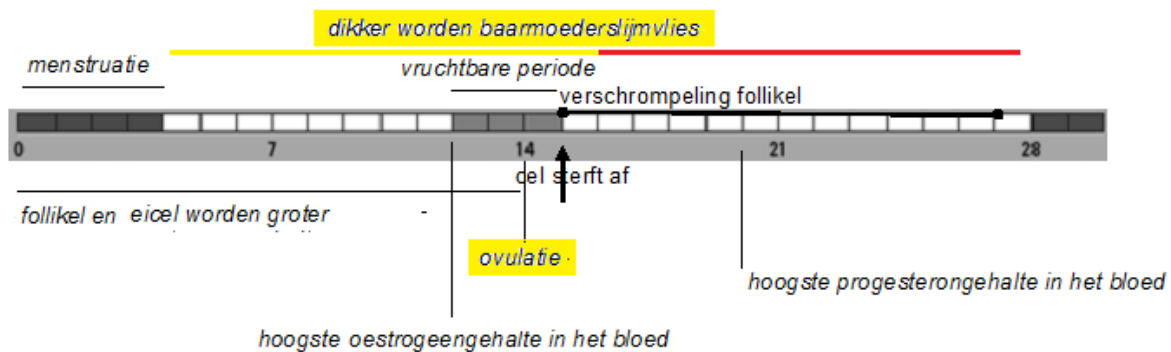 dikker worden baarmoederslijmvlies
menstruatie
vruchtbare periode
verschrompeling follikel
0 7 14 21 28
cel sterft af
follikel en eicel worden groter
ovulatie
hoogste progesterongehalte in het bloed
hoogste oestrogeengehalte in het bloed